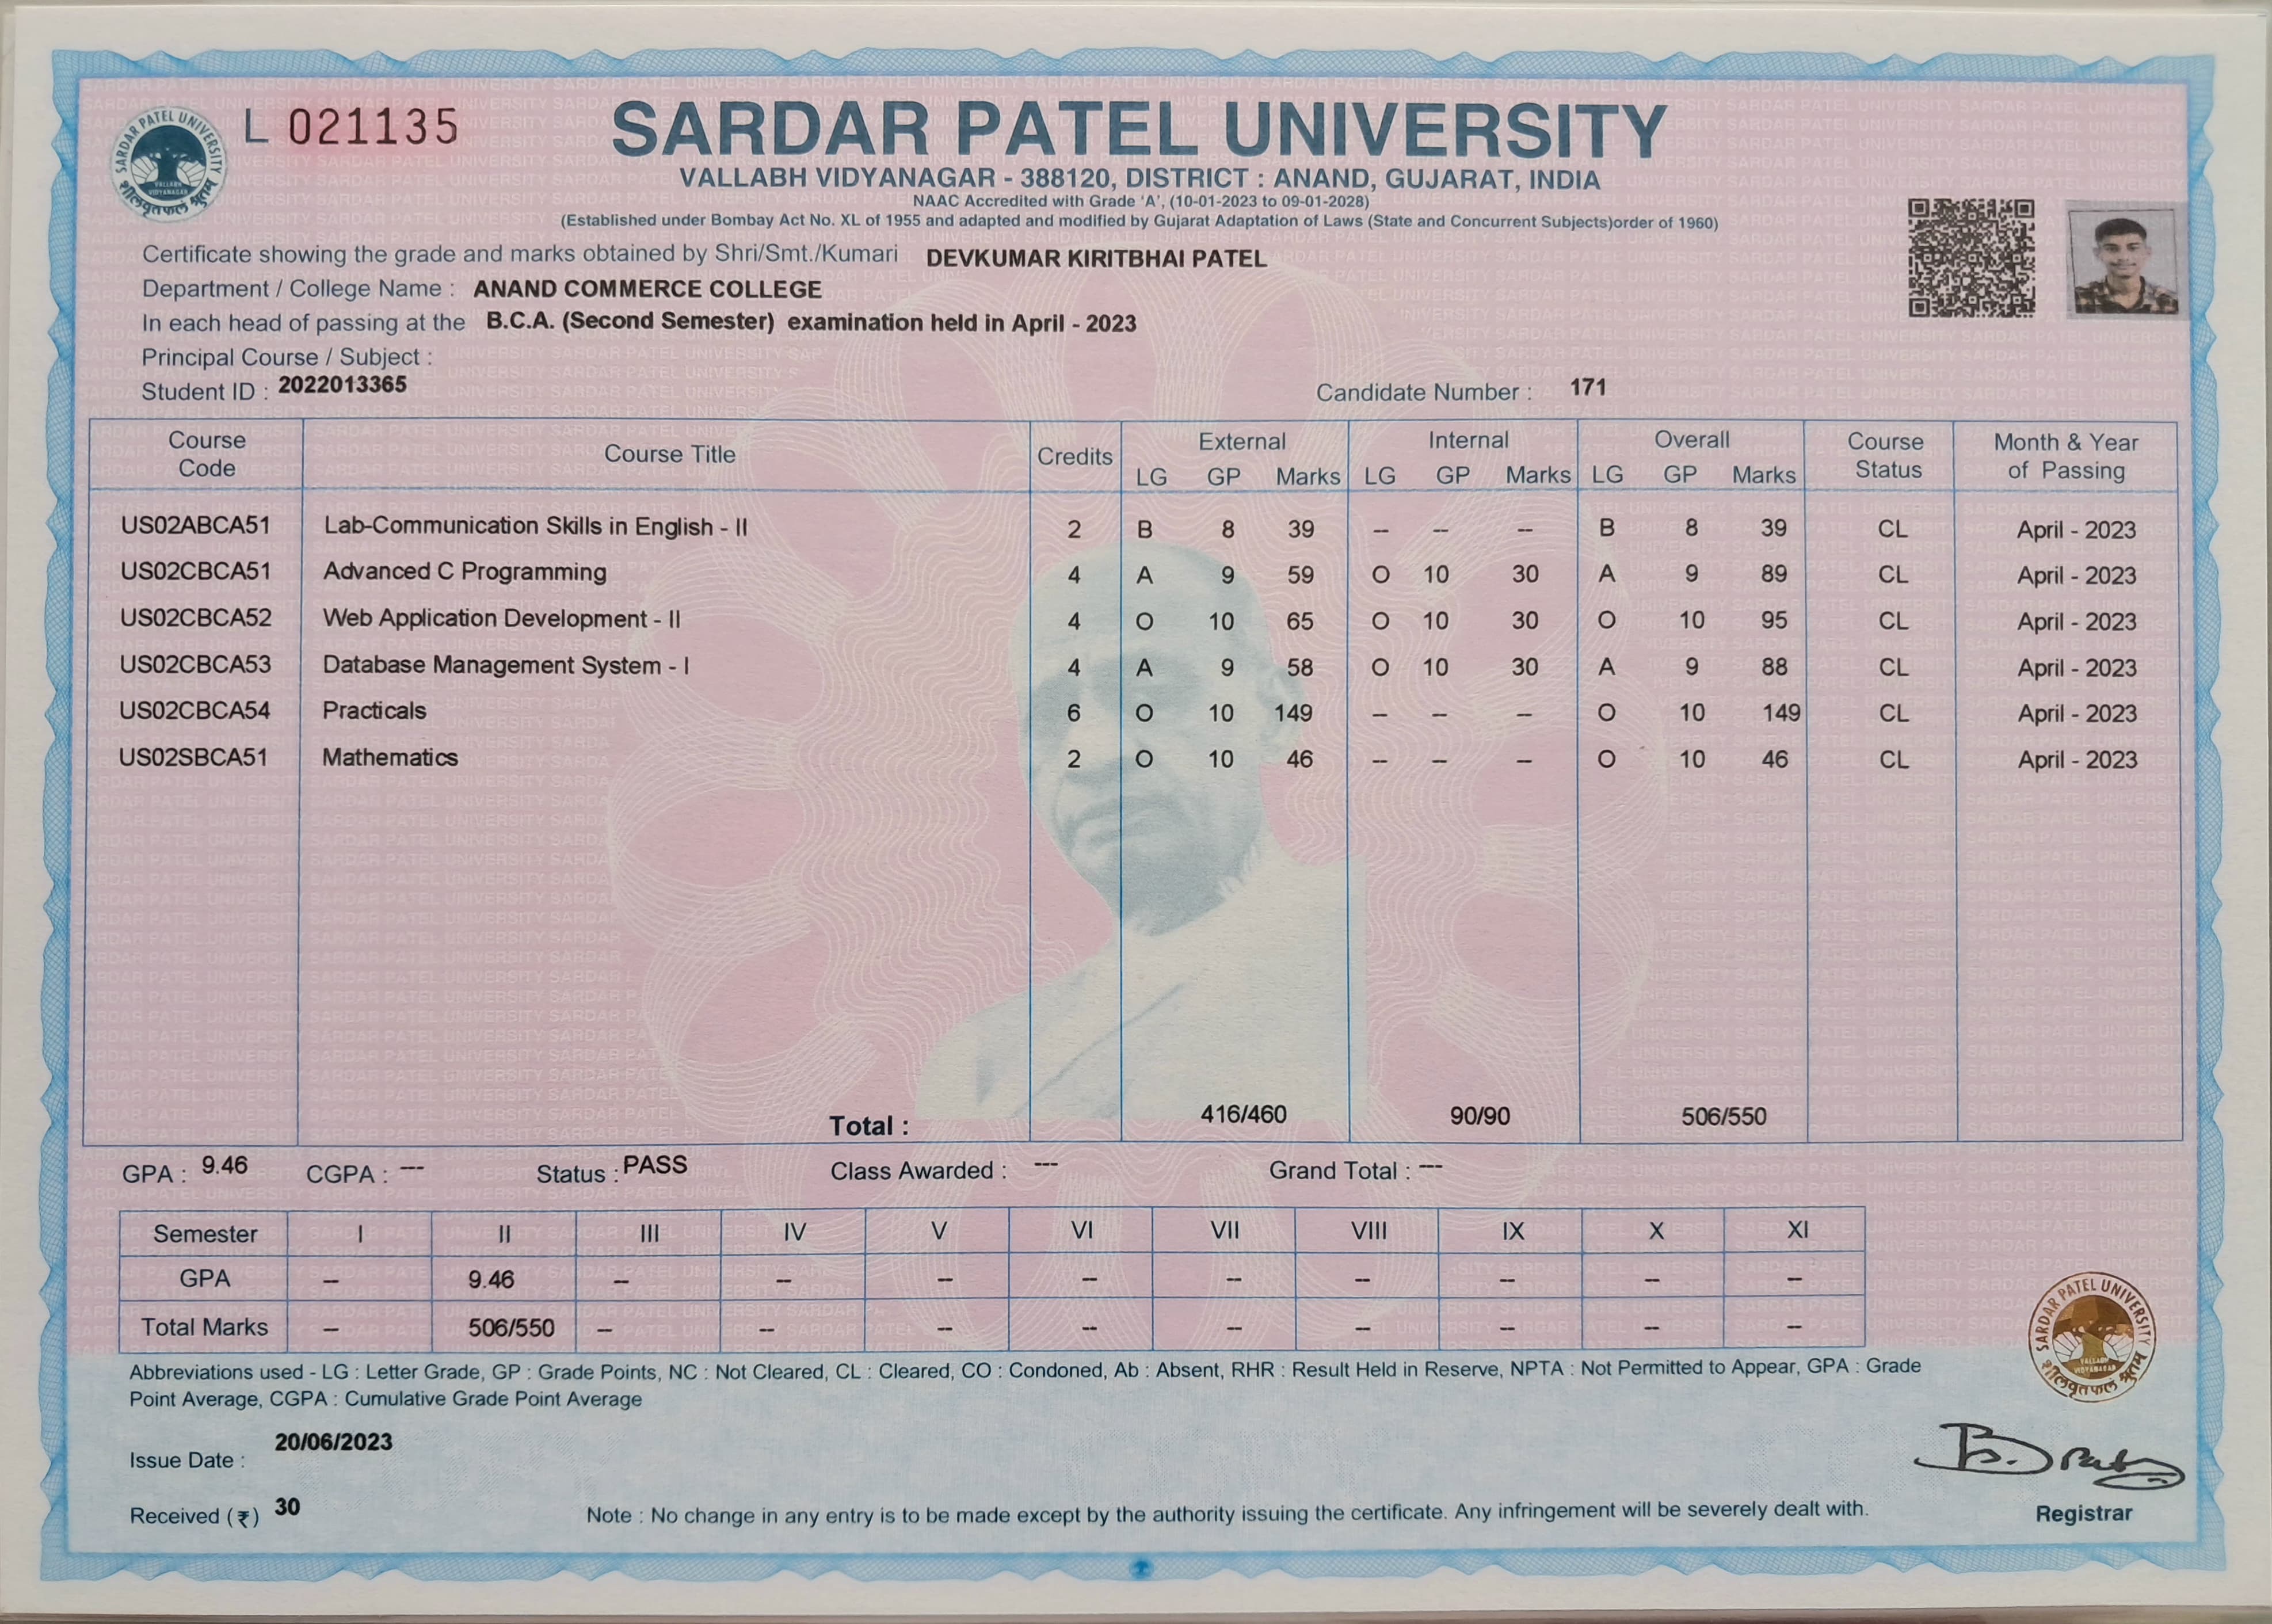 L 021135
SARDAR PATEL UNIVERSITY
VALLABH VIDYANAGAR - 388120, DISTRICT : ANAND, GUJARAT, INDIA
NAAC Accredited with Grade 'A', (10-01-2023 to 09-01-2028)
(Established under Bombay Act No. XL of 1955 and adapted and modified by Gujarat Adaptation of Laws (State and Concurrent Subjects)order of 1960)
SARDAR PATEL UNIVERSITY
VALLABH VIDYANAGAR
Certificate showing the grade and marks obtained by Shri/Smt./Kumari DEVKUMAR KIRITBHAI PATEL
Department / College Name : ANAND COMMERCE COLLEGE
In each head of passing at the B.C.A. (Second Semester) examination held in April - 2023
Principal Course / Subject :
Student ID : 2022013365 Candidate Number : 171
Course Code Course Title Credits External Internal Overall Course Status Month & Year of Passing
LG GP Marks LG GP Marks LG GP Marks
US02ABCA51 Lab-Communication Skills in English - II 2 B 8 39 -- -- -- B 8 39 CL April - 2023
US02CBCA51 Advanced C Programming 4 A 9 59 O 10 30 A 9 89 CL April - 2023
US02CBCA52 Web Application Development - II 4 O 10 65 O 10 30 O 10 95 CL April - 2023
US02CBCA53 Database Management System - I 4 A 9 58 O 10 30 A 9 88 CL April - 2023
US02CBCA54 Practicals 6 O 10 149 -- -- -- O 10 149 CL April - 2023
US02SBCA51 Mathematics 2 O 10 46 -- -- -- O 10 46 CL April - 2023
Total : 416/460 90/90 506/550
GPA : 9.46 CGPA : --- Status : PASS Class Awarded : --- Grand Total : ---
Semester I II III IV V VI VII VIII IX X XI
GPA -- 9.46 -- -- -- -- -- -- -- -- --
Total Marks -- 506/550 -- -- -- -- -- -- -- -- --
Abbreviations used - LG : Letter Grade, GP : Grade Points, NC : Not Cleared, CL : Cleared, CO : Condoned, Ab : Absent, RHR : Result Held in Reserve, NPTA : Not Permitted to Appear, GPA : Grade
Point Average, CGPA : Cumulative Grade Point Average
SARDAR PATEL UNIVERSITY
VALLABH VIDYANAGAR
Issue Date : 20/06/2023
Received (₹) 30
Note : No change in any entry is to be made except by the authority issuing the certificate. Any infringement will be severely dealt with.
Registrar